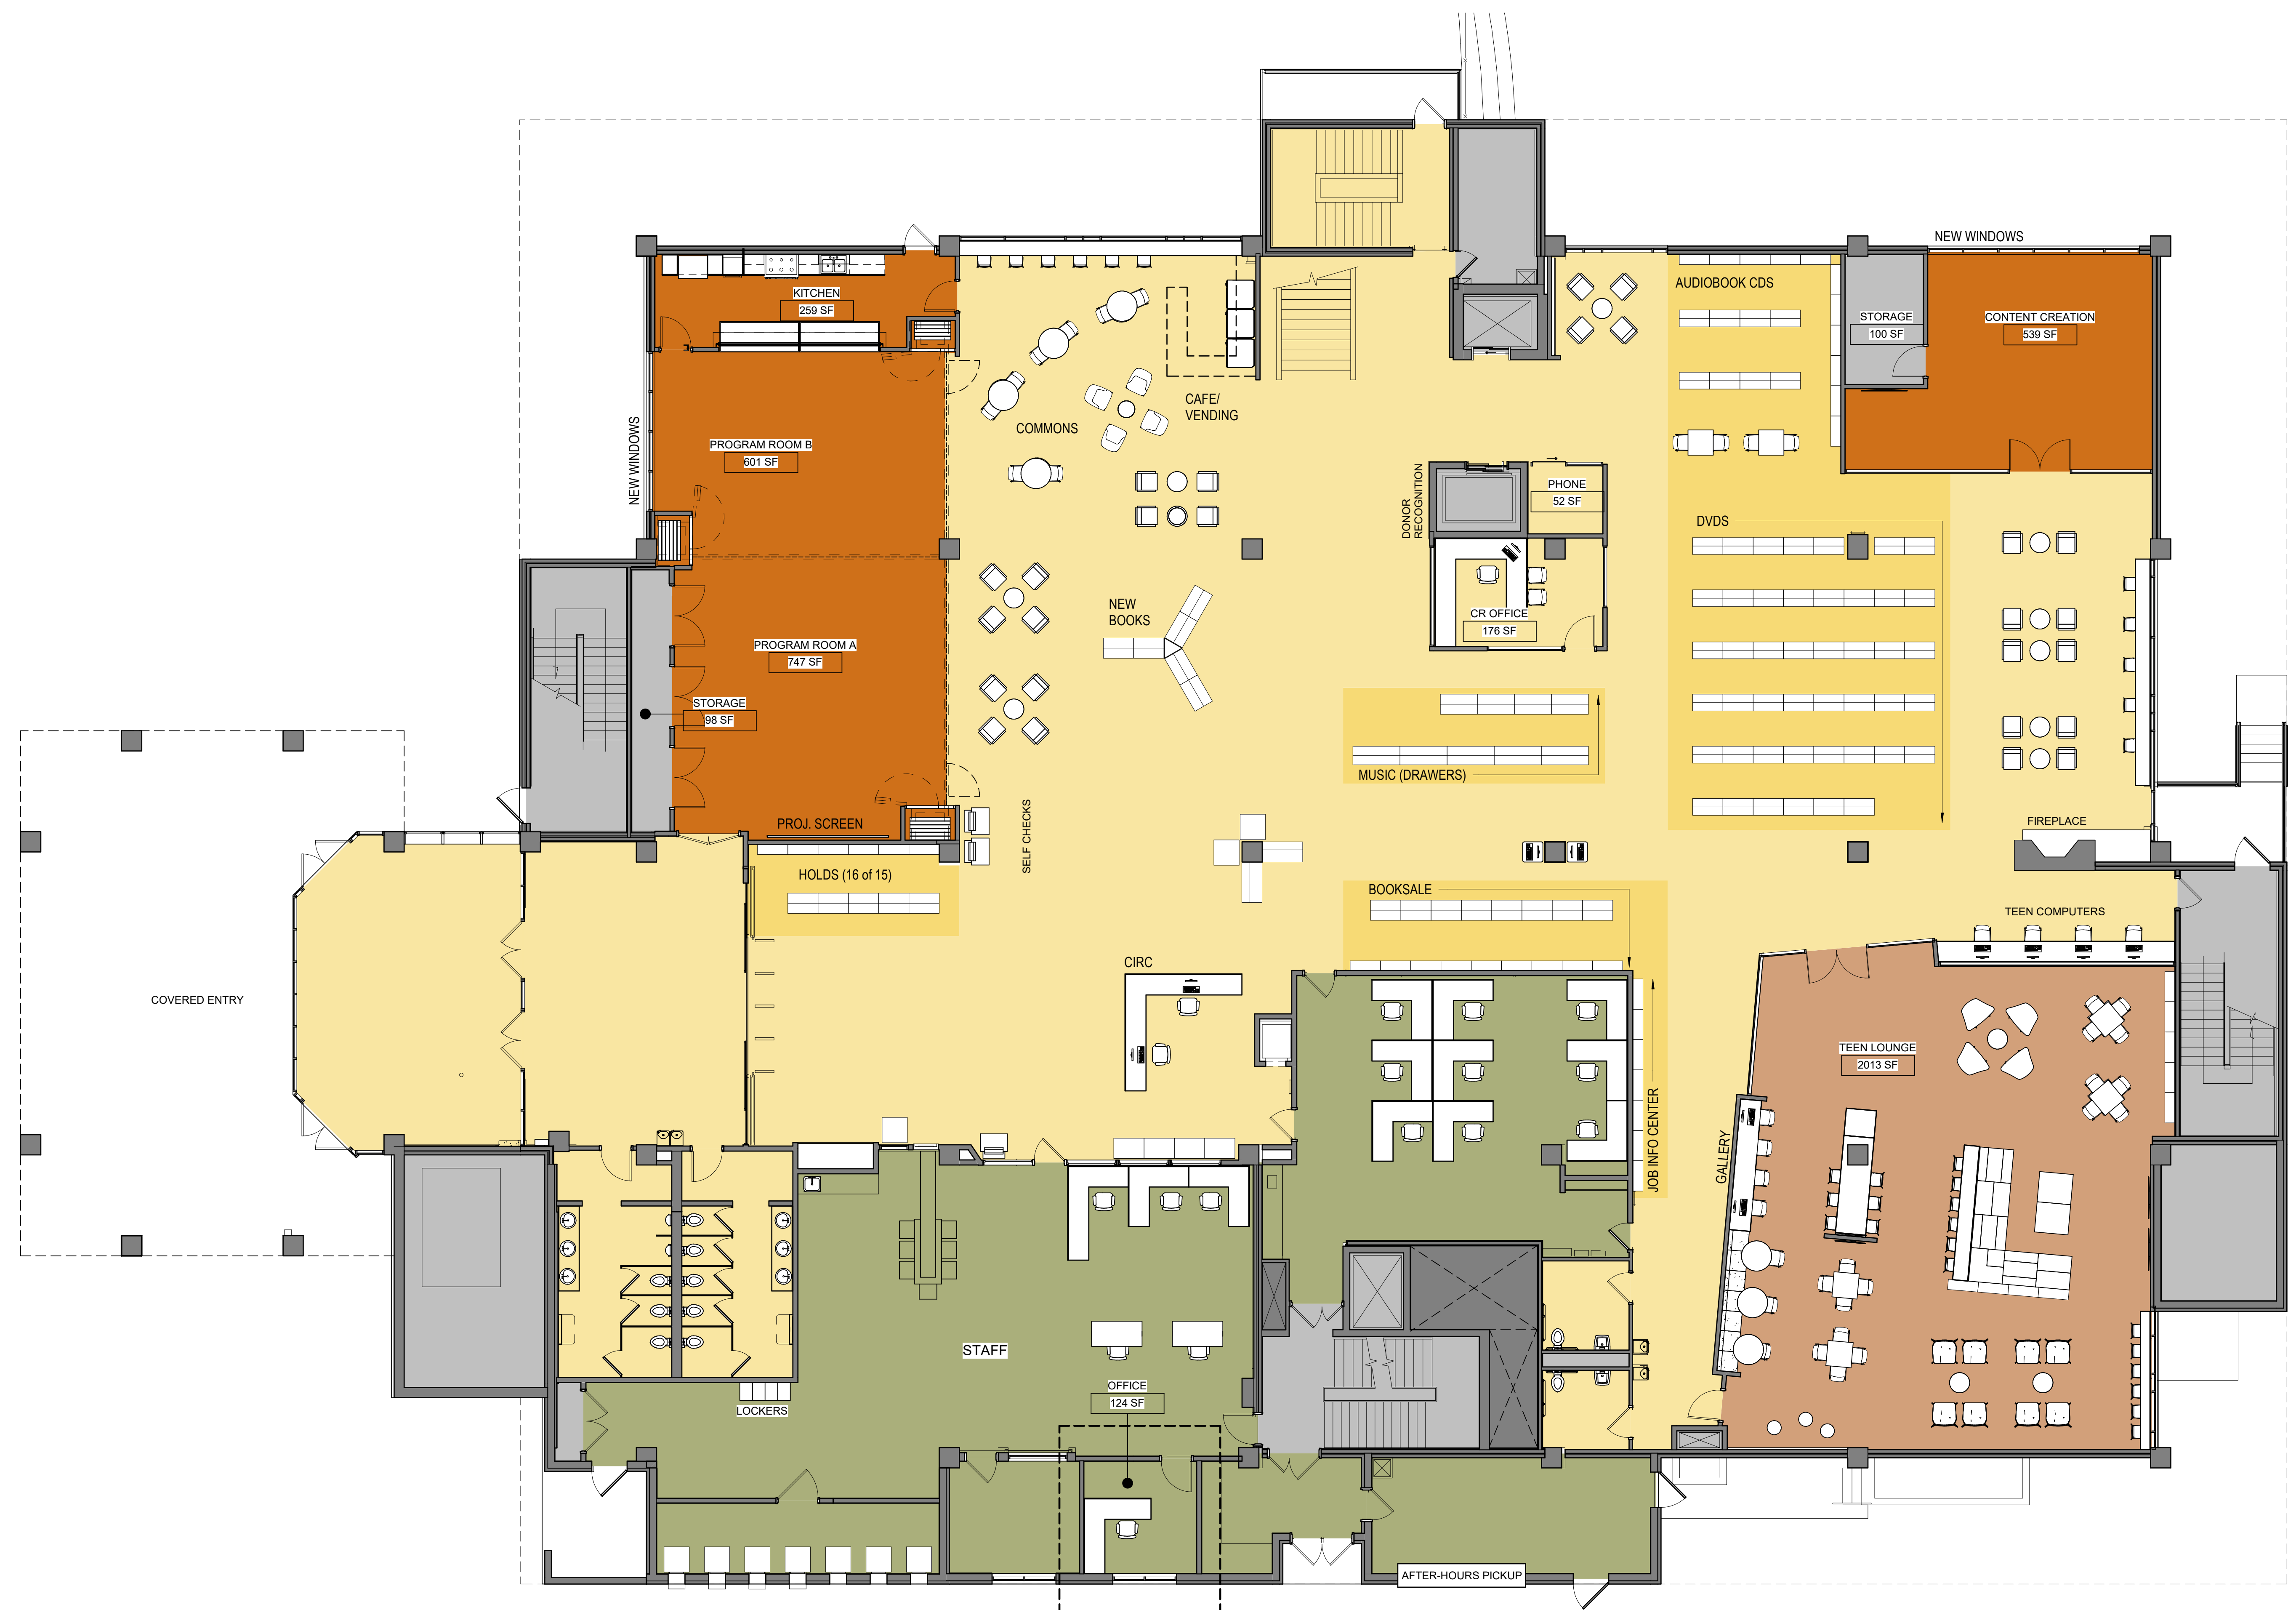 NEW WINDOWS
KITCHEN
259 SF
AUDIOBOOK CDS
STORAGE
100 SF
CONTENT CREATION
539 SF
CAFE/
VENDING
COMMONS
PROGRAM ROOM B
601 SF
NEW WINDOWS
DONOR
RECOGNITION
PHONE
52 SF
DVDS
NEW
BOOKS
CR OFFICE
176 SF
PROGRAM ROOM A
747 SF
STORAGE
98 SF
MUSIC (DRAWERS)
PROJ. SCREEN
SELF CHECKS
FIREPLACE
HOLDS (16 of 15)
BOOKSALE
TEEN COMPUTERS
CIRC
COVERED ENTRY
TEEN LOUNGE
2013 SF
JOB INFO CENTER
GALLERY
STAFF
OFFICE
124 SF
LOCKERS
AFTER-HOURS PICKUP